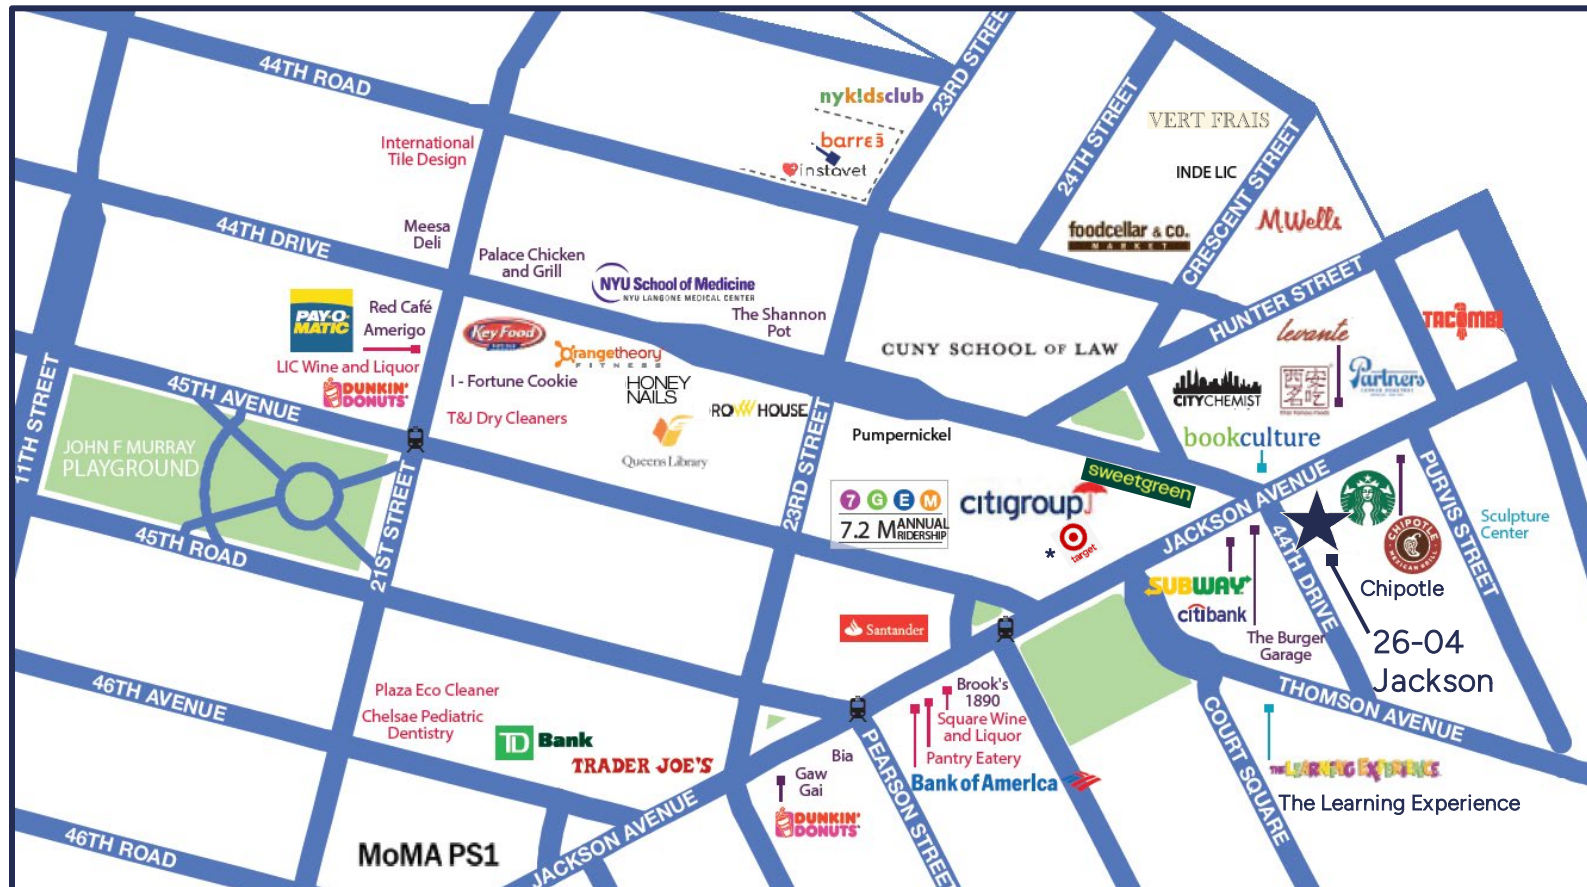 44TH ROAD
23RD STREET
nyk!dsclub
barre3
instavet
24TH STREET
VERT FRAIS
INDE LIC
CRESCENT STREET
International
Tile Design
44TH DRIVE
Meesa
Deli
Palace Chicken
and Grill
NYU School of Medicine
NYU LANGONE MEDICAL CENTER
The Shannon
Pot
foodcellar & co.
MARKET
M.Wells
HUNTER STREET
PAY-O-
MATIC
Red Café
Amerigo
LIC Wine and Liquor
DUNKIN'
DONUTS
Key Food
orangetheory
FITNESS
I - Fortune Cookie
HONEY
NAILS
T&J Dry Cleaners
ROW HOUSE
Queens Library
CUNY SCHOOL OF LAW
levante
TACOMBI
CITYCHEMIST
Partners
bookculture
11TH STREET
45TH AVENUE
JOHN F MURRAY
PLAYGROUND
21ST STREET
45TH ROAD
23RD STREET
Pumpernickel
7 G E M
7.2 M ANNUAL
RIDERSHIP
citigroup
sweetgreen
*
target
JACKSON AVENUE
44TH DRIVE
CHIPOTLE
MEXICAN GRILL
Chipotle
PURVIS STREET
Sculpture
Center
SUBWAY
citibank
The Burger
Garage
26-04
Jackson
Santander
46TH AVENUE
Plaza Eco Cleaner
Chelsae Pediatric
Dentistry
TD Bank
TRADER JOE'S
Brook's
1890
Square Wine
and Liquor
Pantry Eatery
Bank of America
THOMSON AVENUE
COURT SQUARE
THE LEARNING EXPERIENCE
The Learning Experience
Bia
Gaw
Gai
DUNKIN'
DONUTS
PEARSON STREET
46TH ROAD
MoMA PS1
JACKSON AVENUE